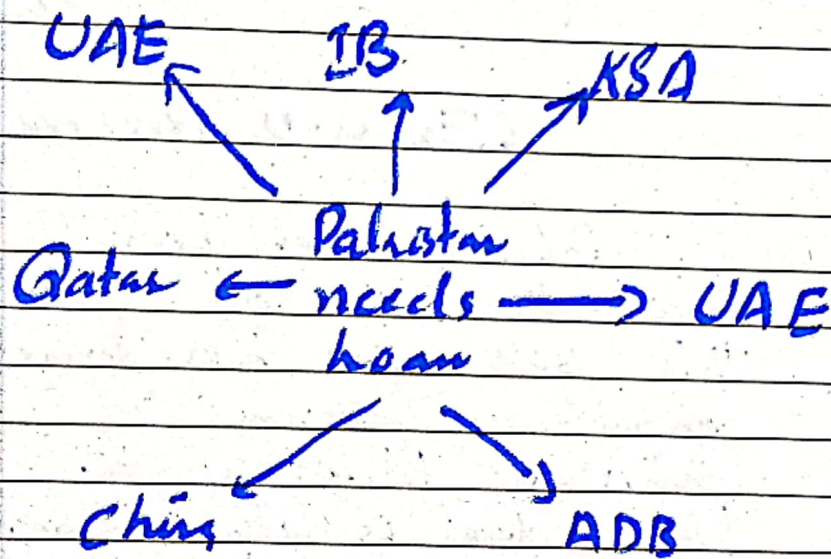 UAE IB KSA
Pakistan
Qatar needs UAE
Loan
China ADB